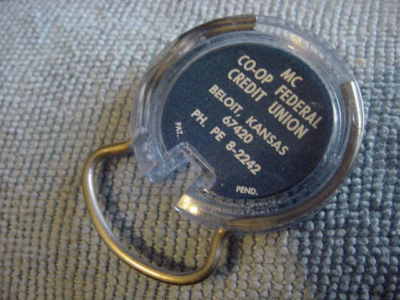 MC
CO-OP FEDERAL
CREDIT UNION
BELOIT, KANSAS
67420
PH. PE 8-2242
PAT. PEND.